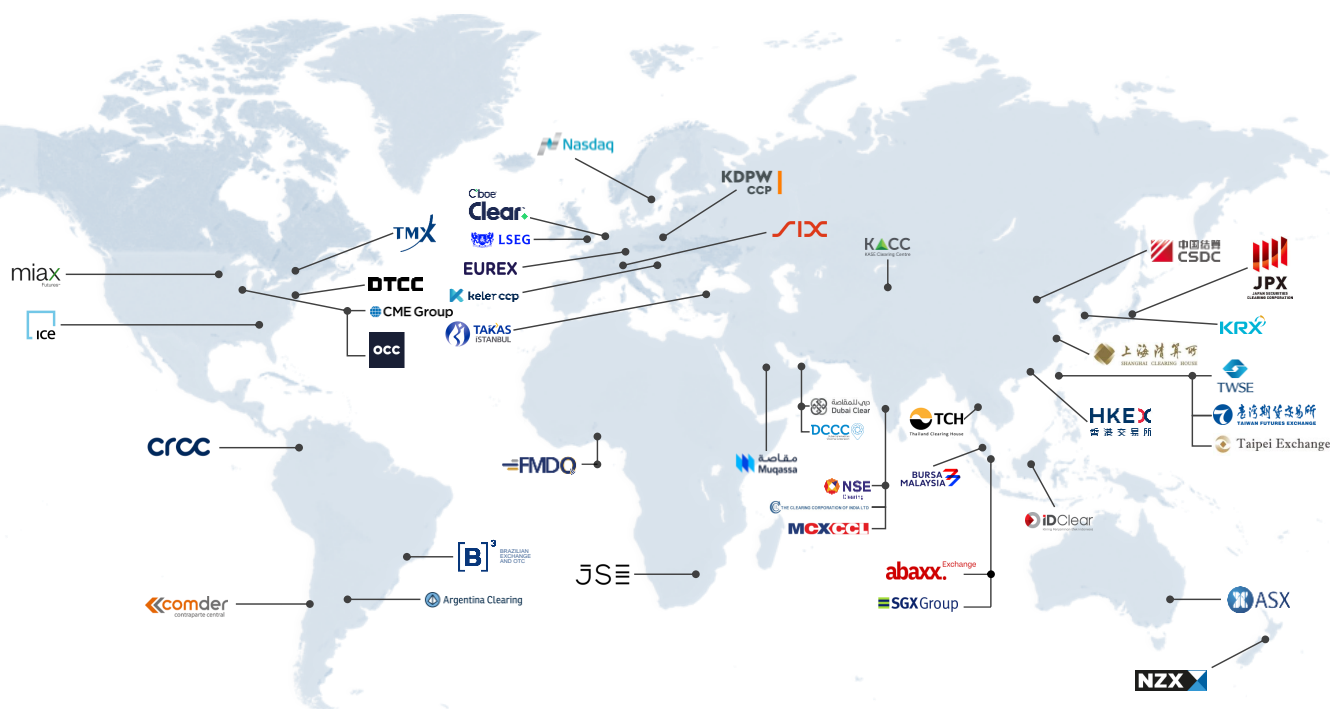 Nasdaq
KDPW
CCP
Cboe
Clear
TMX
LSEG
SIX
KACC
KASE Clearing Centre
中国结算
CSDC
JPX
JAPAN SECURITIES
CLEARING CORPORATION
miax
Futures
EUREX
DTCC
keler ccp
CME Group
ice
TAKAS
İSTANBUL
KRX
occ
上海清算所
SHANGHAI CLEARING HOUSE
TWSE
دبي للمقاصة
Dubai Clear
TCH
Thailand Clearing House
HKEX
香港交易所
臺灣期貨交易所
TAIWAN FUTURES EXCHANGE
DCCC
crcc
Taipei Exchange
FMDQ
مقاصة
Muqassa
BURSA
MALAYSIA
NSE
Clearing
THE CLEARING CORPORATION OF INDIA LTD
iDClear
MCXCCL
[B]3
BRAZILIAN
EXCHANGE
AND OTC
JSE
abaxx.
Exchange
comder
contraparte central
Argentina Clearing
SGXGroup
ASX
NZX